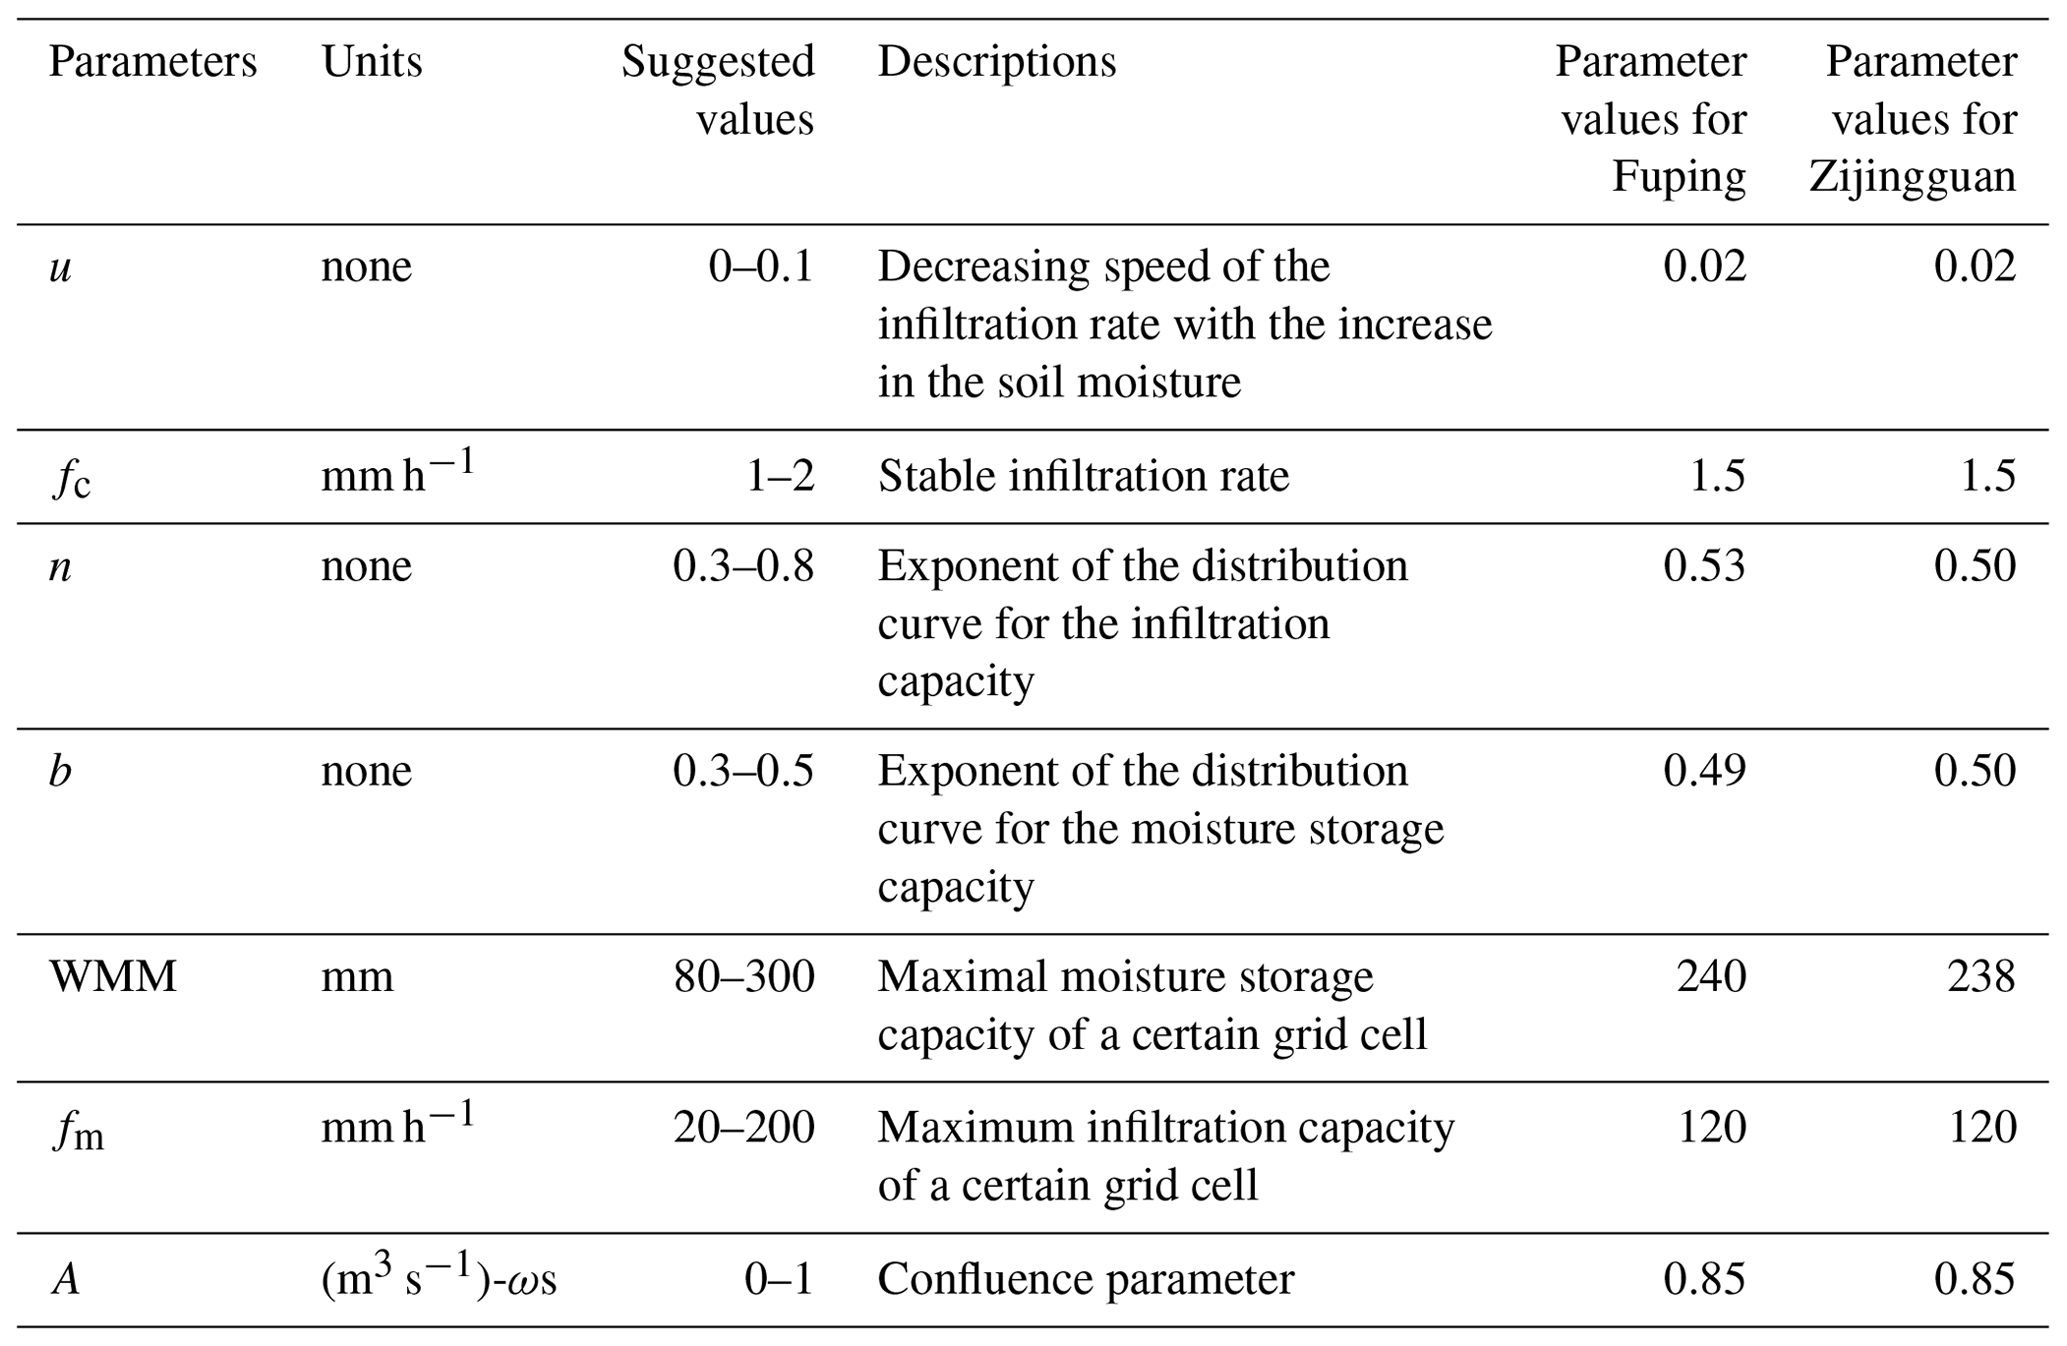 Parameters Units Suggested Descriptions Parameter Parameter
values values for values for
Fuping Zijingguan
u none 0–0.1 Decreasing speed of the 0.02 0.02
infiltration rate with the increase
in the soil moisture
fc mm h−1 1–2 Stable infiltration rate 1.5 1.5
n none 0.3–0.8 Exponent of the distribution 0.53 0.50
curve for the infiltration
capacity
b none 0.3–0.5 Exponent of the distribution 0.49 0.50
curve for the moisture storage
capacity
WMM mm 80–300 Maximal moisture storage 240 238
capacity of a certain grid cell
fm mm h−1 20–200 Maximum infiltration capacity 120 120
of a certain grid cell
A (m3 s−1)-ωs 0–1 Confluence parameter 0.85 0.85